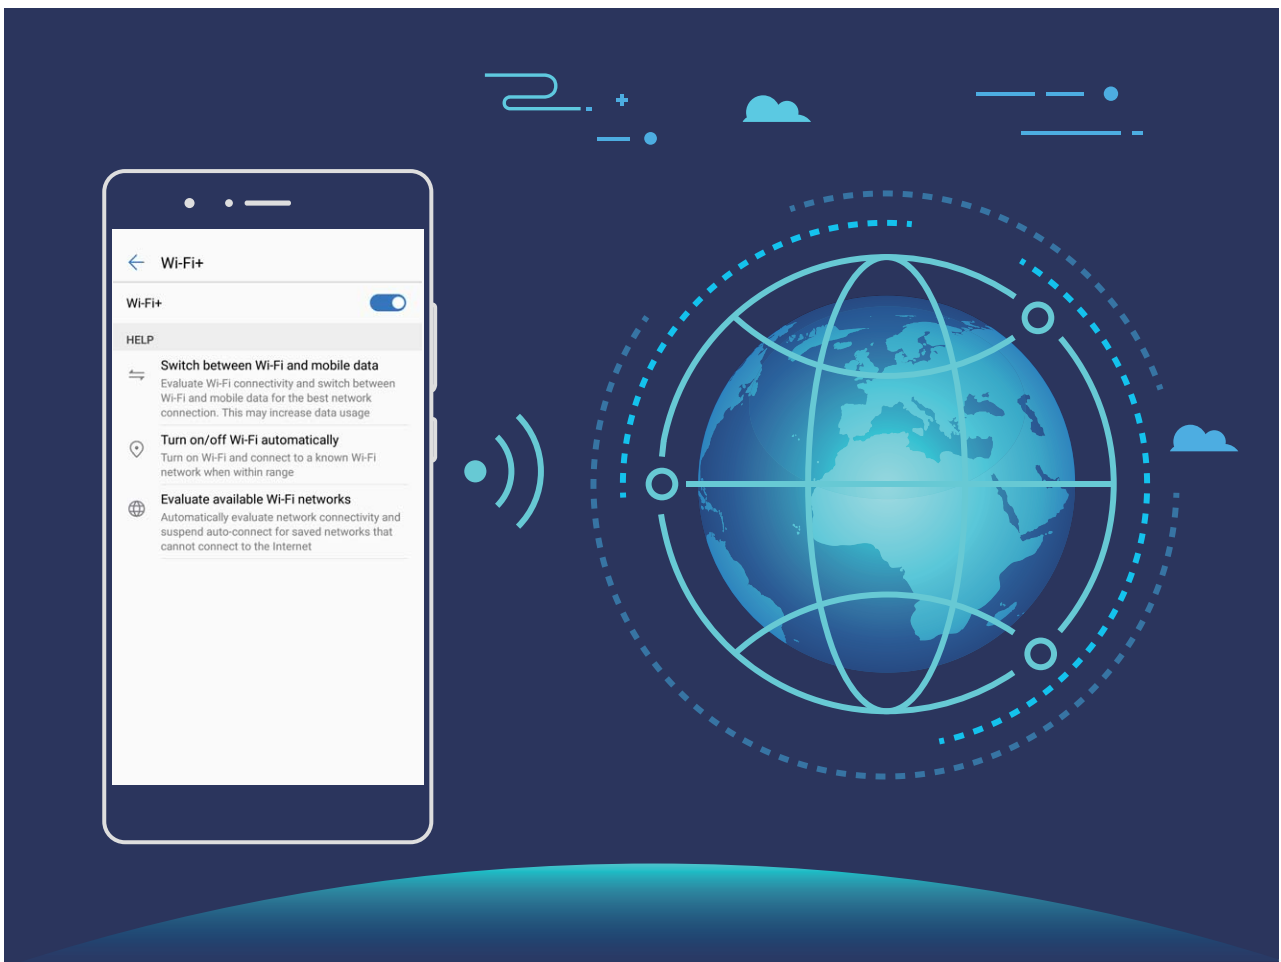 Wi-Fi+
Wi-Fi+
HELP
Switch between Wi-Fi and mobile data
Evaluate Wi-Fi connectivity and switch between
Wi-Fi and mobile data for the best network
connection. This may increase data usage
Turn on/off Wi-Fi automatically
Turn on Wi-Fi and connect to a known Wi-Fi
network when within range
Evaluate available Wi-Fi networks
Automatically evaluate network connectivity and
suspend auto-connect for saved networks that
cannot connect to the Internet